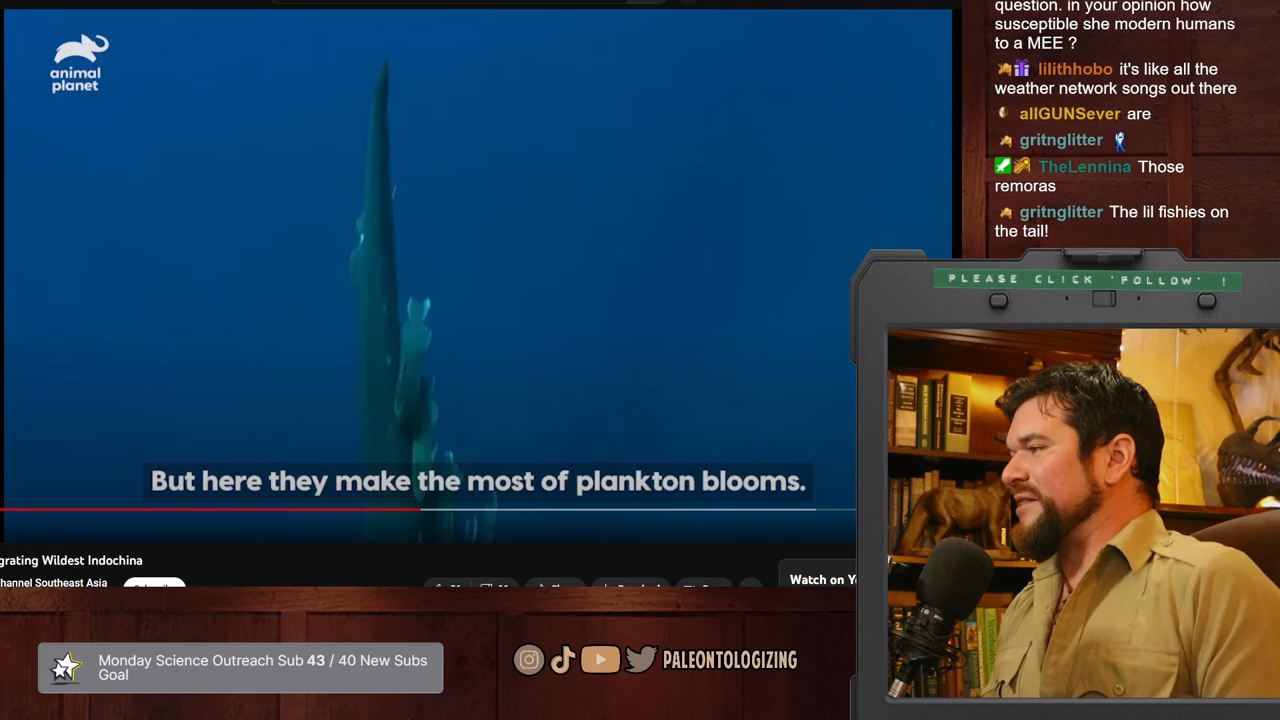 animal
planet
But here they make the most of plankton blooms.
grating Wildest Indochina
hannel Southeast Asia
Watch on Y
Monday Science Outreach Sub 43 / 40 New Subs
Goal
PALEONTOLOGIZING
question. in your opinion how
susceptible she modern humans
to a MEE ?
lilithhobo it's like all the
weather network songs out there
allGUNSever are
gritnglitter
TheLennina Those
remoras
gritnglitter The lil fishies on
the tail!
PLEASE CLICK 'FOLLOW' !